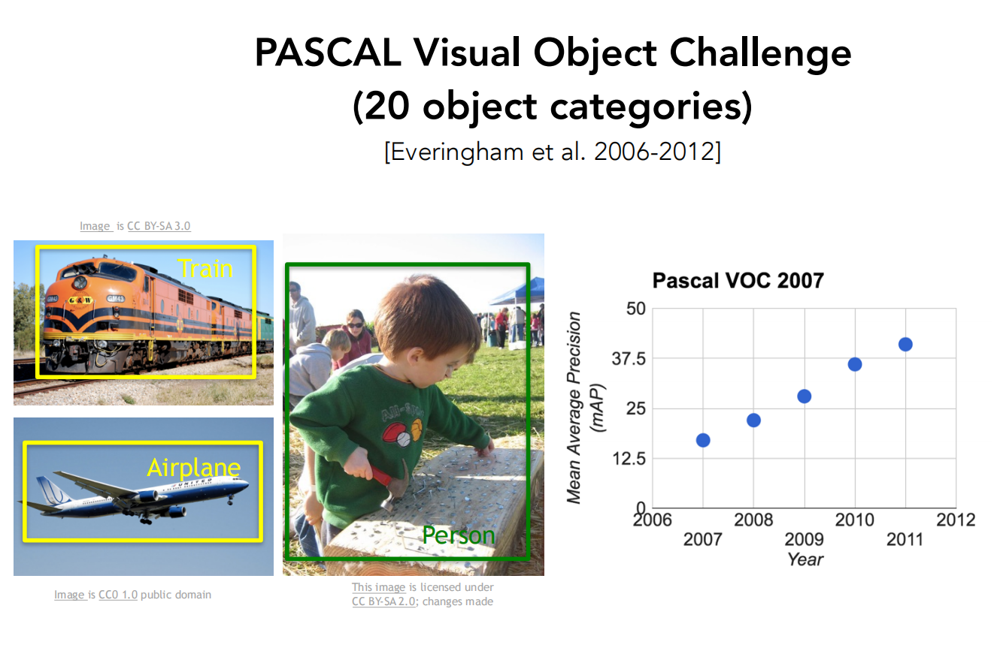 PASCAL Visual Object Challenge
(20 object categories)
[Everingham et al. 2006-2012]
Image is CC BY-SA 3.0
Train
GM43
G&W
GM43
Airplane
UNITED
Image is CC0 1.0 public domain
Person
This image is licensed under
CC BY-SA 2.0; changes made
Pascal VOC 2007
Mean Average Precision
(mAP)
50
37.5
25
12.5
0
2006 2008 2010 2012
2007 2009 2011
Year